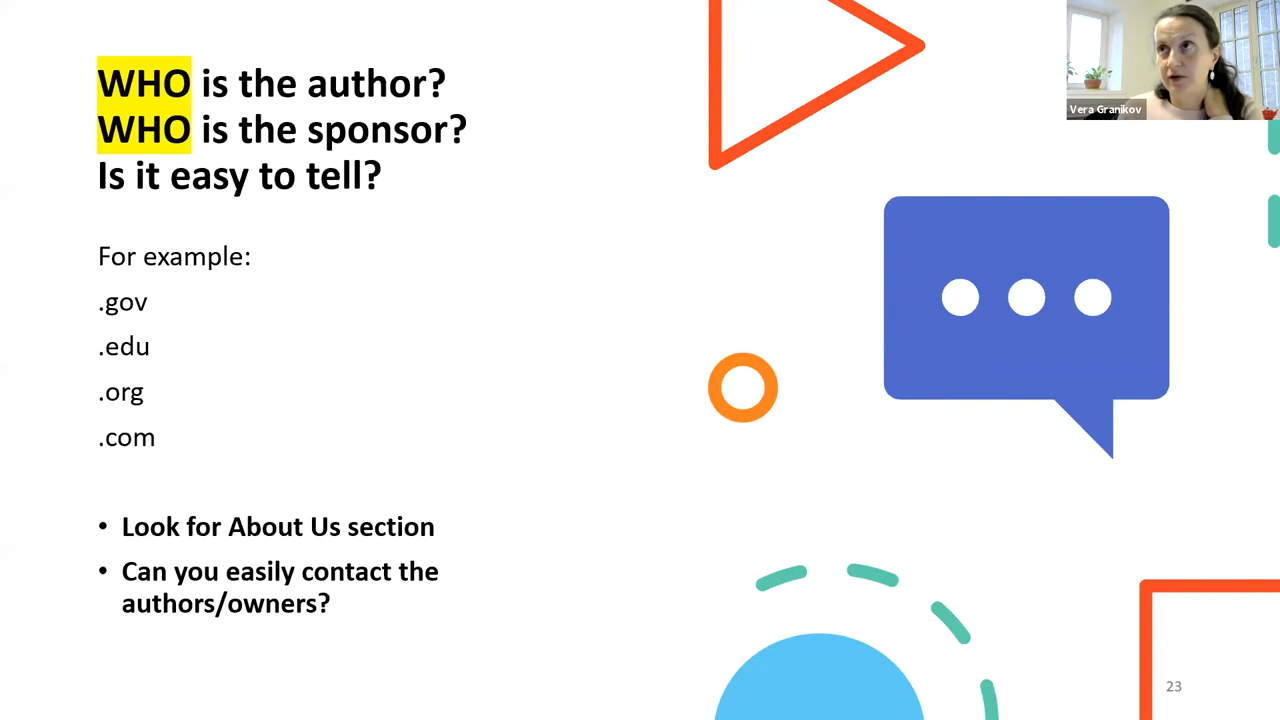 WHO is the author?
WHO is the sponsor?
Is it easy to tell?
For example:
.gov
.edu
.org
.com
• Look for About Us section
• Can you easily contact the
authors/owners?
Vera Granikov
23